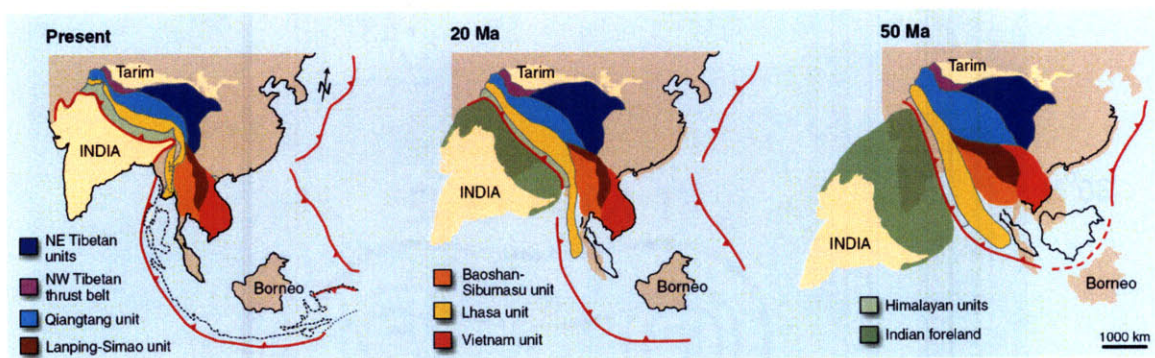 Present
20 Ma
50 Ma
Tarim
INDIA
Borneo
NE Tibetan
units
NW Tibetan
thrust belt
Qiangtang unit
Lanping-Simao unit
Tarim
INDIA
Borneo
Baoshan-
Sibumasu unit
Lhasa unit
Vietnam unit
Tarim
INDIA
Borneo
Himalayan units
Indian foreland
1000 km